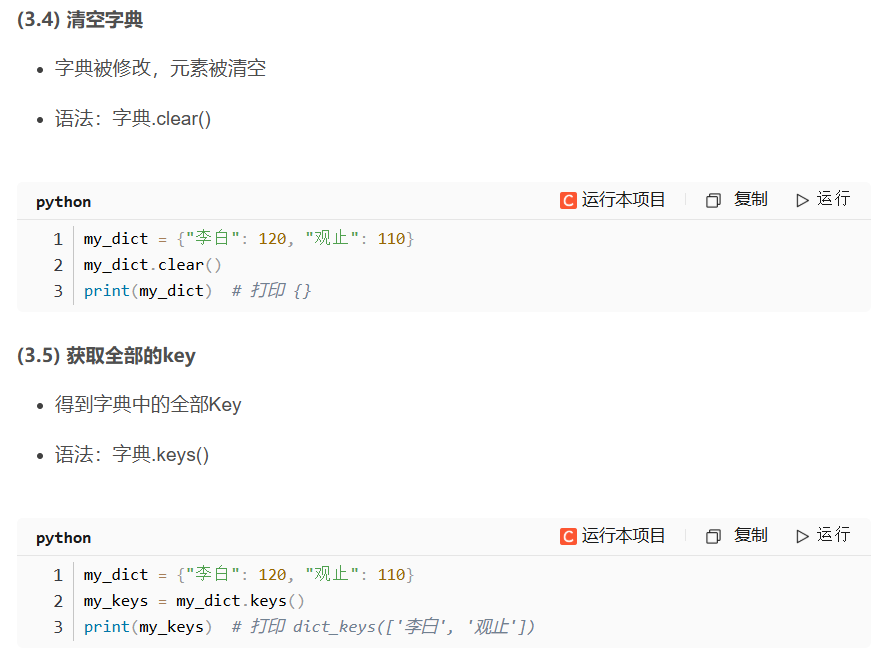 (3.4) 清空字典
• 字典被修改，元素被清空
• 语法：字典.clear()
python C 运行本项目 复制 运行
1 my_dict = {"李白": 120, "观止": 110}
2 my_dict.clear()
3 print(my_dict)  # 打印 {}
(3.5) 获取全部的key
• 得到字典中的全部Key
• 语法：字典.keys()
python C 运行本项目 复制 运行
1 my_dict = {"李白": 120, "观止": 110}
2 my_keys = my_dict.keys()
3 print(my_keys)  # 打印 dict_keys(['李白', '观止'])